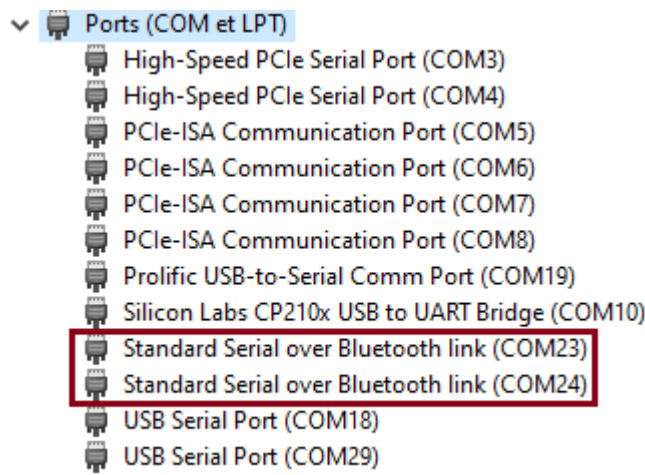 Ports (COM et LPT)
High-Speed PCIe Serial Port (COM3)
High-Speed PCIe Serial Port (COM4)
PCIe-ISA Communication Port (COM5)
PCIe-ISA Communication Port (COM6)
PCIe-ISA Communication Port (COM7)
PCIe-ISA Communication Port (COM8)
Prolific USB-to-Serial Comm Port (COM19)
Silicon Labs CP210x USB to UART Bridge (COM10)
Standard Serial over Bluetooth link (COM23)
Standard Serial over Bluetooth link (COM24)
USB Serial Port (COM18)
USB Serial Port (COM29)